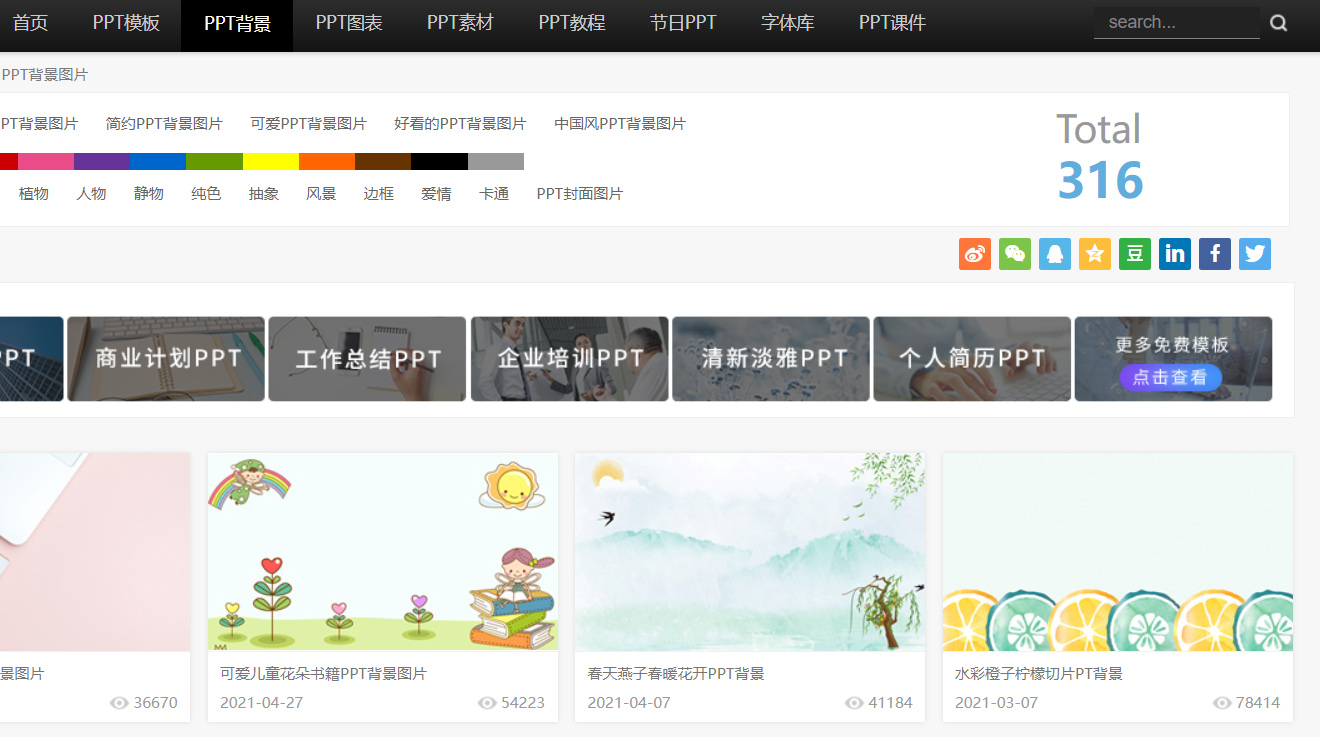 首页 PPT模板 PPT背景 PPT图表 PPT素材 PPT教程 节日PPT 字体库 PPT课件 search...
PPT背景图片
PT背景图片 简约PPT背景图片 可爱PPT背景图片 好看的PPT背景图片 中国风PPT背景图片
Total
316
植物 人物 静物 纯色 抽象 风景 边框 爱情 卡通 PPT封面图片
豆 in f
PPT 商业计划PPT 工作总结PPT 企业培训PPT 清新淡雅PPT 个人简历PPT 更多免费模板
点击查看
景图片 可爱儿童花朵书籍PPT背景图片 春天燕子春暖花开PPT背景 水彩橙子柠檬切片PT背景
36670 2021-04-27 54223 2021-04-07 41184 2021-03-07 78414